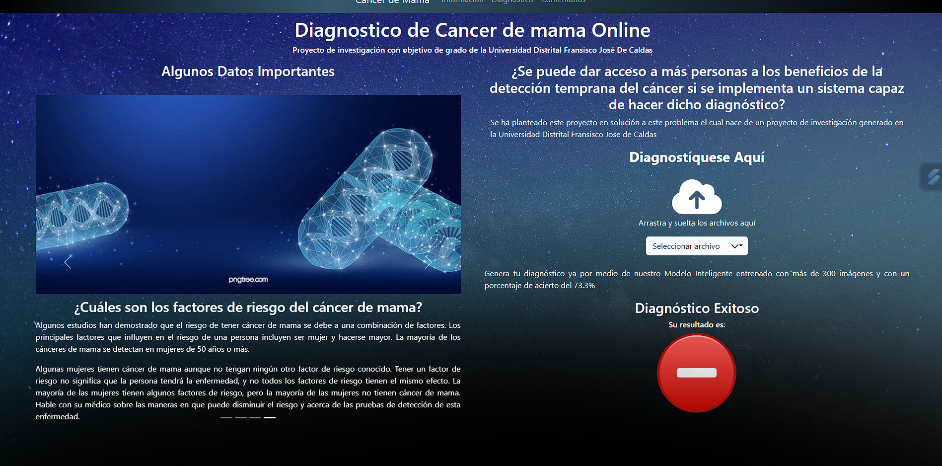 Cáncer de Mama Información Diagnóstico Comentarios
Diagnostico de Cancer de mama Online
Proyecto de investigación con objetivo de grado de la Universidad Distrital Fransisco José De Caldas
Algunos Datos Importantes
pngtree.com
¿Cuáles son los factores de riesgo del cáncer de mama?
Algunos estudios han demostrado que el riesgo de tener cáncer de mama se debe a una combinación de factores. Los
principales factores que influyen en el riesgo de una persona incluyen ser mujer y hacerse mayor. La mayoría de los
cánceres de mama se detectan en mujeres de 50 años o más.
Algunas mujeres tienen cáncer de mama aunque no tengan ningún otro factor de riesgo conocido. Tener un factor de
riesgo no significa que la persona tendrá la enfermedad, y no todos los factores de riesgo tienen el mismo efecto. La
mayoría de las mujeres tienen algunos factores de riesgo, pero la mayoría de las mujeres no tienen cáncer de mama.
Hable con su médico sobre las maneras en que puede disminuir el riesgo y acerca de las pruebas de detección de esta
enfermedad.
¿Se puede dar acceso a más personas a los beneficios de la
detección temprana del cáncer si se implementa un sistema capaz
de hacer dicho diagnóstico?
Se há planteado este proyecto en solución a este problema el cual nace de un proyecto de investigación generado en
la Universidad Distrital Fransisco Jose de Caldas
Diagnostíquese Aquí
Arrastra y suelta los archivos aquí
Seleccionar archivo
Genera tu diagnóstico ya por medio de nuestro Modelo Inteligente entrenado con más de 300 imágenes y con un
porcentaje de acierto del 73.3%
Diagnóstico Exitoso
Su resultado es: